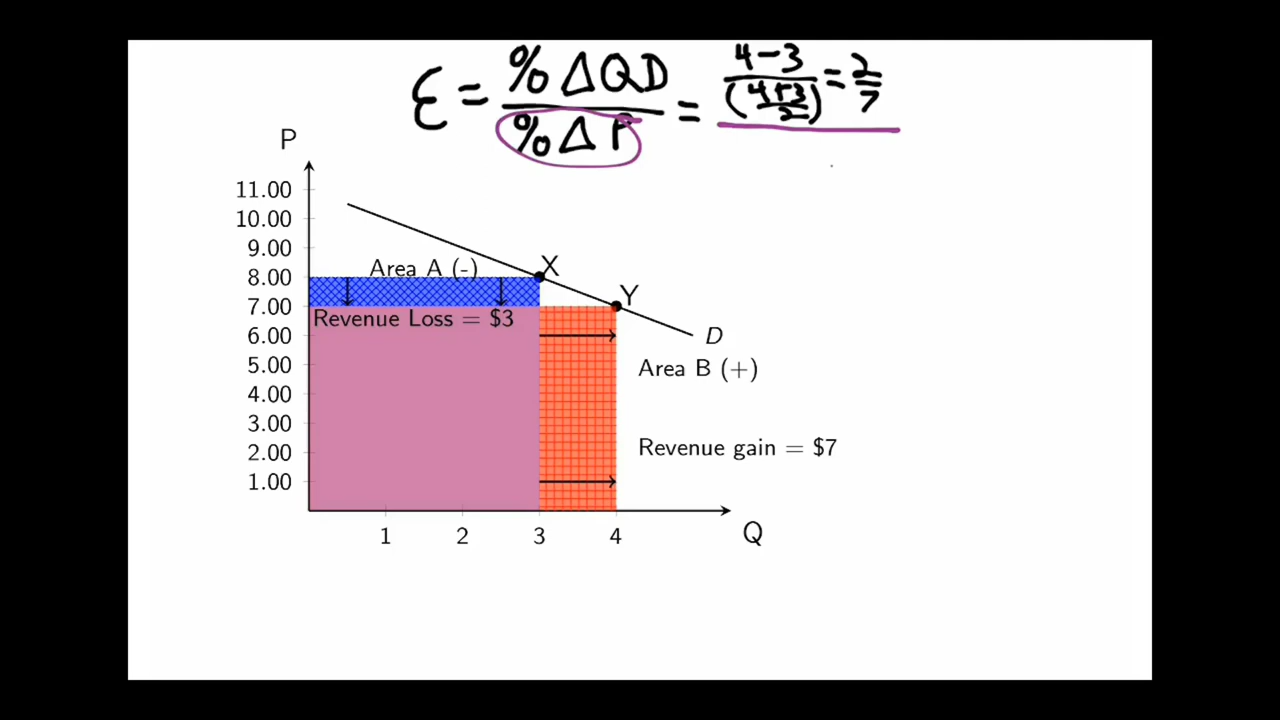 ε = %ΔQD / %ΔP = 4-3 / (4+3 / 2) = 2/7
P
11.00
10.00
9.00
8.00
7.00
6.00
5.00
4.00
3.00
2.00
1.00
Area A (-)
X
Y
Revenue Loss = $3
D
Area B (+)
Revenue gain = $7
1 2 3 4
Q